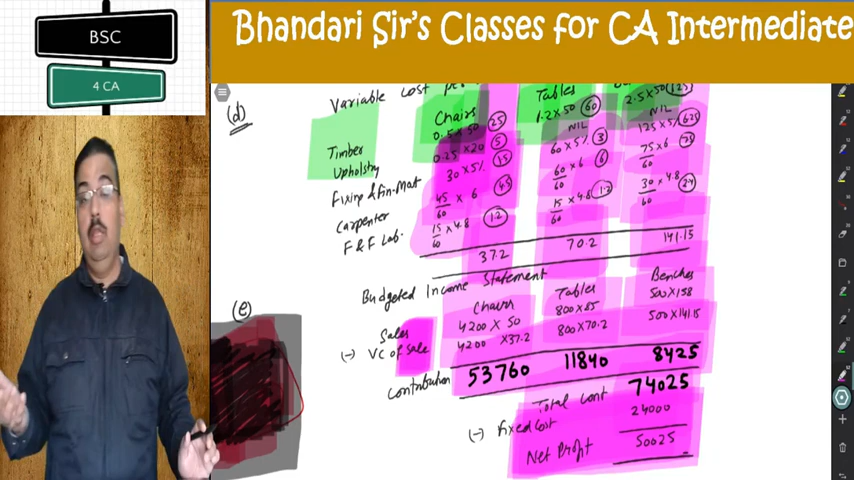 Bhandari Sir's Classes for CA Intermediate
BSC
4 CA
(d)
Variable Cost
Chairs Tables
Timber 0.5 x 50 25 1.2 x 50 60 2.5 x 50 125
Upholstry 0.25 x 20 5 NIL NIL
Fixing & Fin. Mat 30 x 5% 1.5 60 x 5% 3 125 x 5% 6.25
Carpenter 45/60 x 6 4.5 60/60 x 6 6 75/60 x 6
F & F Lab. 15/60 x 4.8 1.2 15/60 x 4.8 1.2 30/60 x 4.8 2.4
37.2 70.2 141.15
(e)
Budgeted Income Statement
Chairs Tables Benches
Sales 4200 x 50 800 x 85 500 x 158
(-) VC of Sale 4200 x 37.2 800 x 70.2 500 x 141.15
Contribution 53760 11840 8425
Total Cont 74025
(-) Fixed Cost 24000
Net Profit 50025